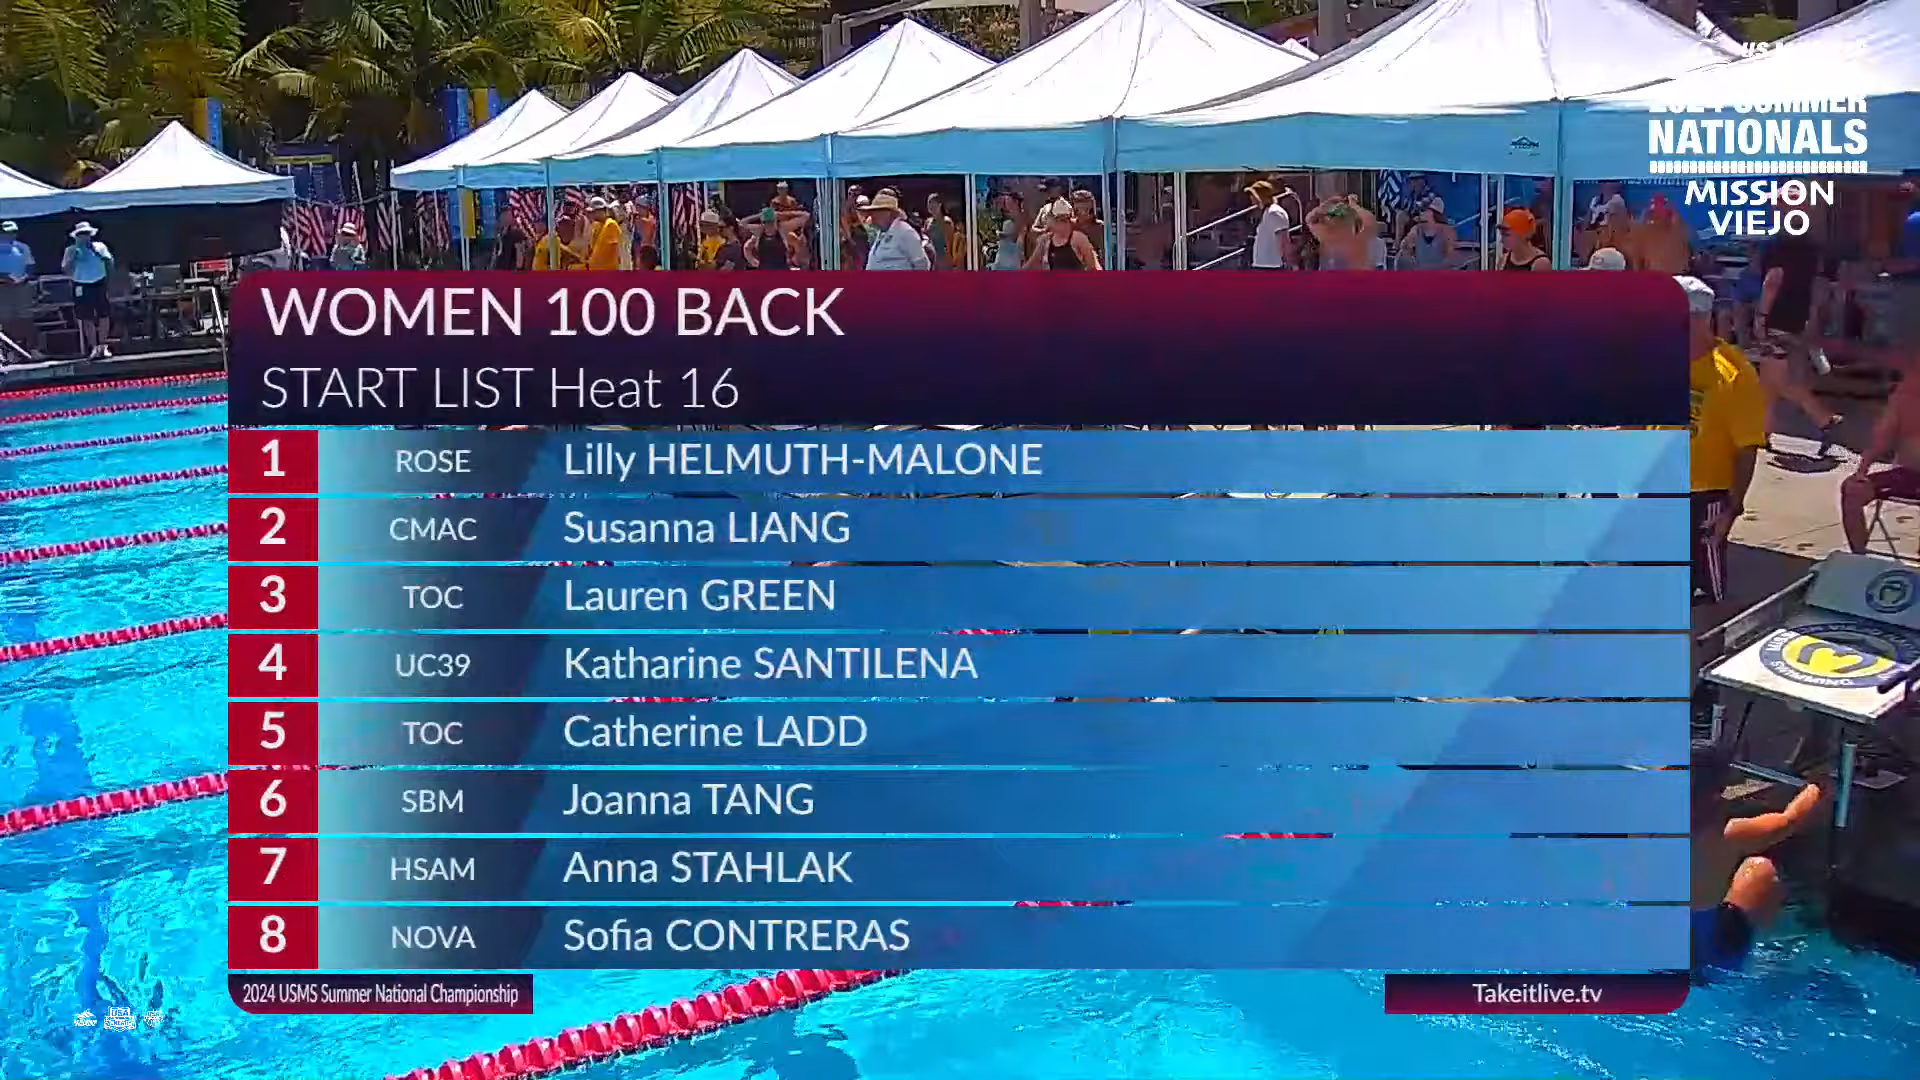 2024 SUMMER
NATIONALS
MISSION
VIEJO
WOMEN 100 BACK
START LIST Heat 16
1 ROSE Lilly HELMUTH-MALONE
2 CMAC Susanna LIANG
3 TOC Lauren GREEN
4 UC39 Katharine SANTILENA
5 TOC Catherine LADD
6 SBM Joanna TANG
7 HSAM Anna STAHLAK
8 NOVA Sofia CONTRERAS
2024 USMS Summer National Championship
Takeitlive.tv